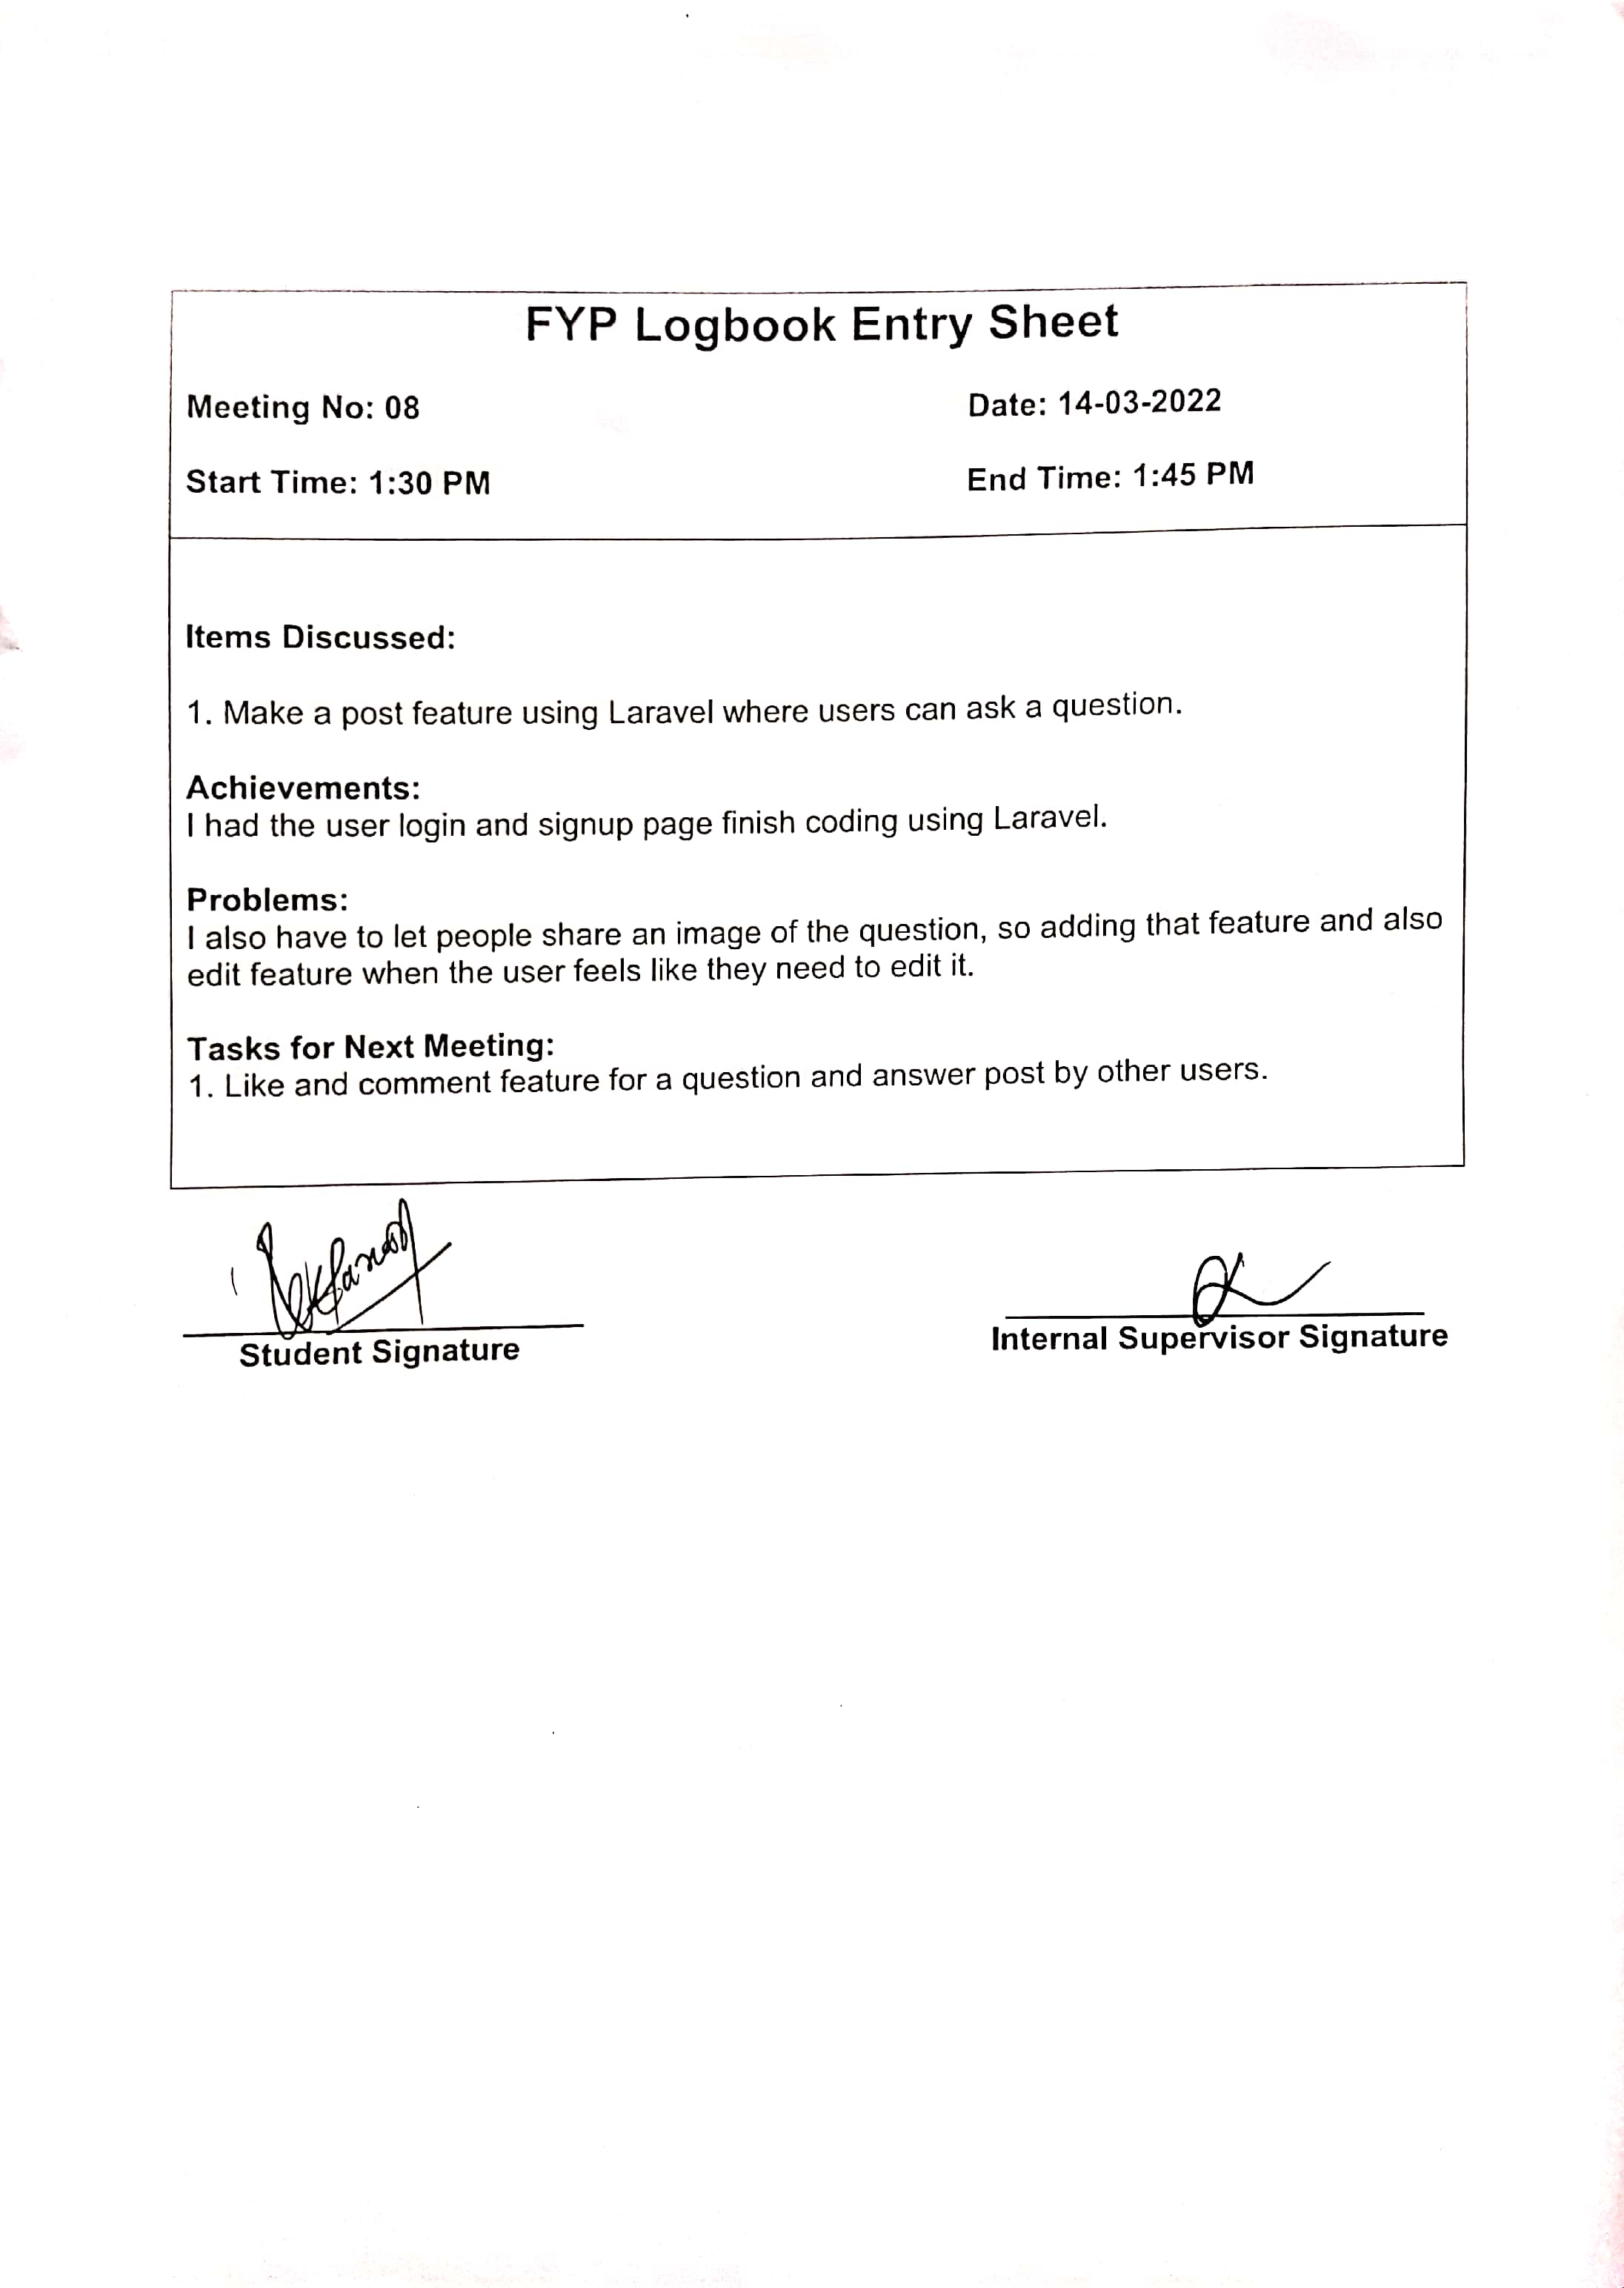 FYP Logbook Entry Sheet
Meeting No: 08 Date: 14-03-2022
Start Time: 1:30 PM End Time: 1:45 PM
Items Discussed:
1. Make a post feature using Laravel where users can ask a question.
Achievements:
I had the user login and signup page finish coding using Laravel.
Problems:
I also have to let people share an image of the question, so adding that feature and also
edit feature when the user feels like they need to edit it.
Tasks for Next Meeting:
1. Like and comment feature for a question and answer post by other users.
Student Signature Internal Supervisor Signature